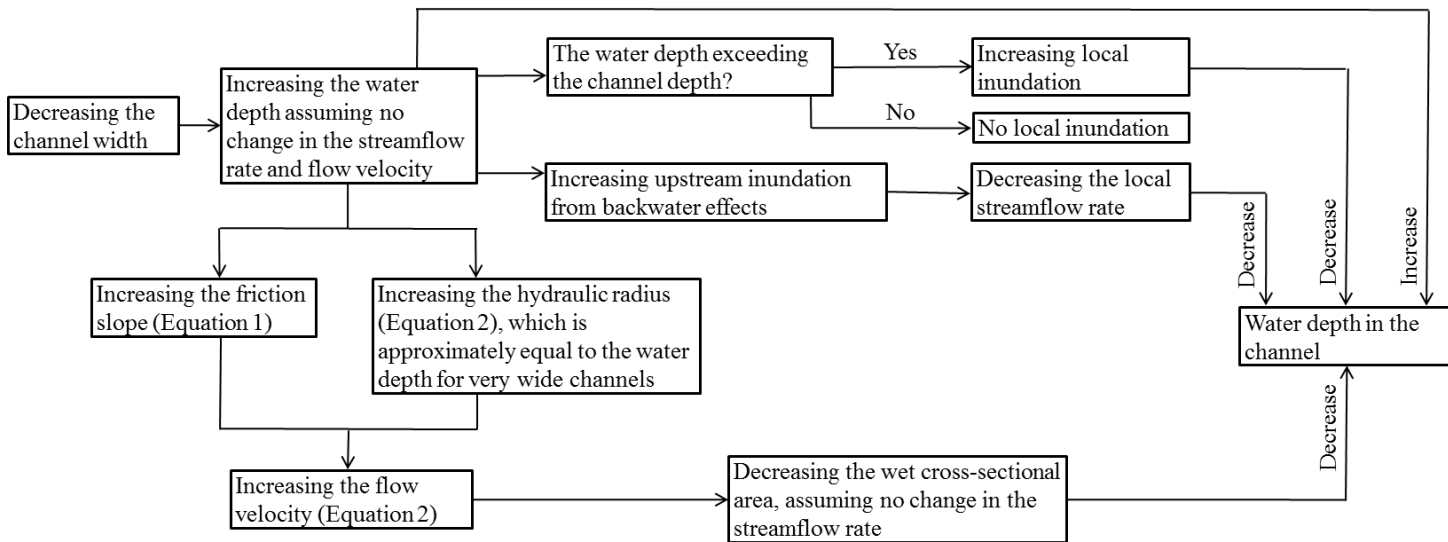 Decreasing the
channel width
Increasing the water
depth assuming no
change in the streamflow
rate and flow velocity
The water depth exceeding
the channel depth?
Yes
No
Increasing local
inundation
No local inundation
Increasing upstream inundation
from backwater effects
Decreasing the local
streamflow rate
Decrease
Decrease
Increase
Increasing the friction
slope (Equation 1)
Increasing the hydraulic radius
(Equation 2), which is
approximately equal to the water
depth for very wide channels
Water depth in the
channel
Decrease
Increasing the flow
velocity (Equation 2)
Decreasing the wet cross-sectional
area, assuming no change in the
streamflow rate